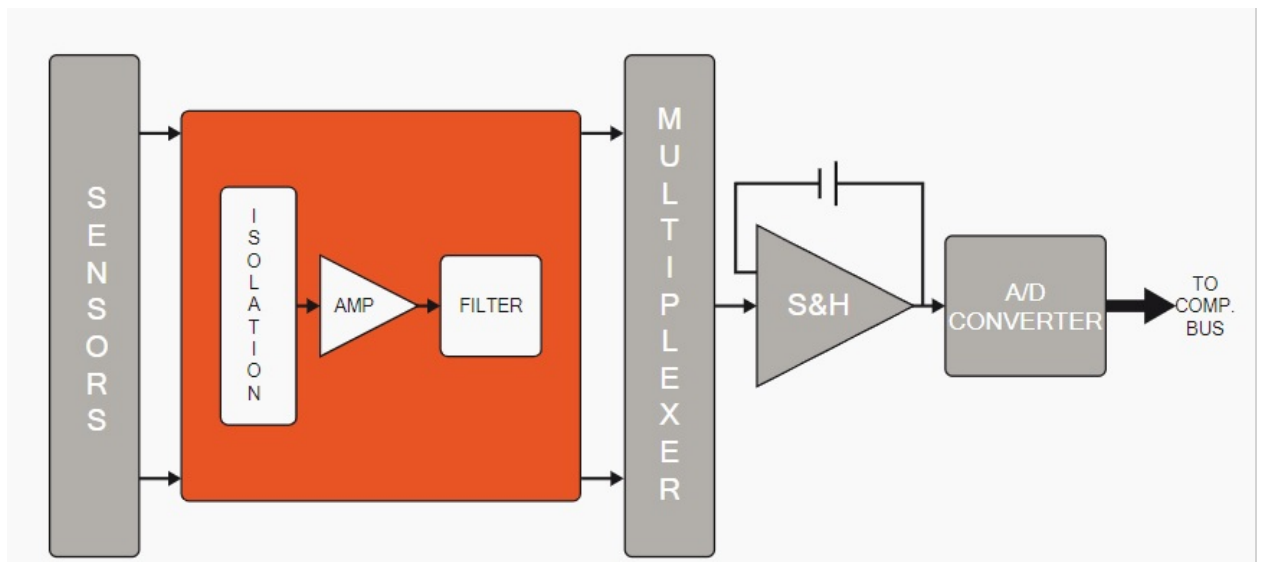 SENSORS
ISOLATION
AMP
FILTER
MULTIPLEXER
S&H
A/D
CONVERTER
TO
COMP.
BUS